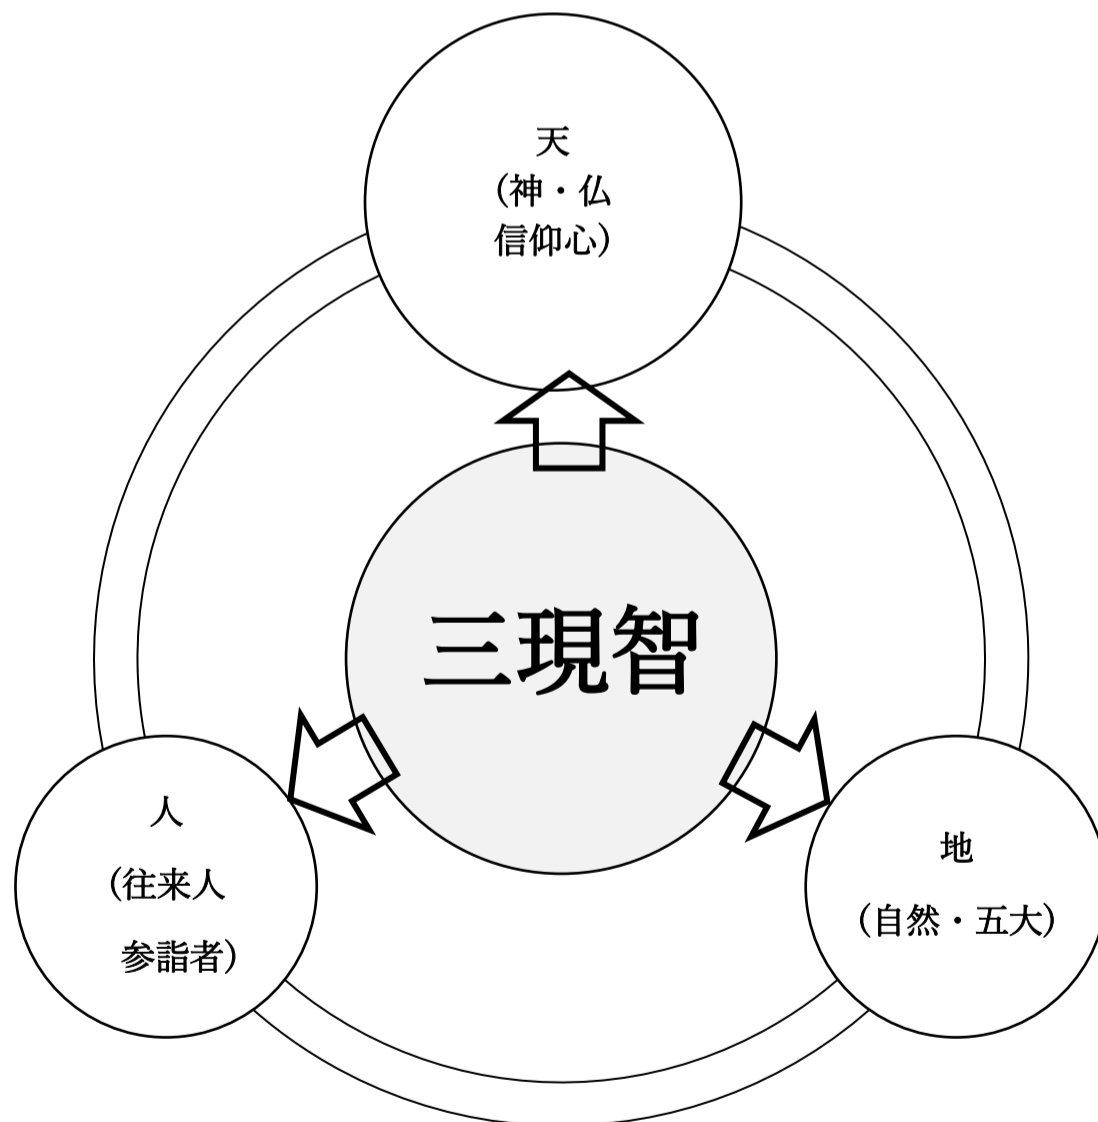 天
(神・仏
信仰心)
三現智
人
(往来人
参詣者)
地
(自然・五大)